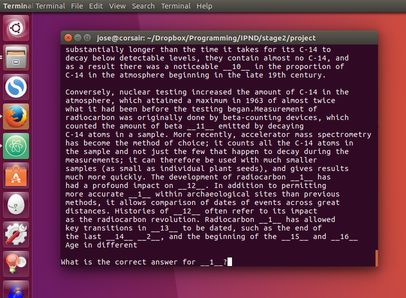 Terminal Terminal File Edit View Search Terminal Help
jose@corsair: ~/Dropbox/Programming/IPND/stage2/project
substantially longer than the time it takes for its C-14 to
decay below detectable levels, they contain almost no C-14, and
as a result there was a noticeable __10__ in the proportion of
C-14 in the atmosphere beginning in the late 19th century.
Conversely, nuclear testing increased the amount of C-14 in the
atmosphere, which attained a maximum in 1963 of almost twice
what it had been before the testing began.Measurement of
radiocarbon was originally done by beta-counting devices, which
counted the amount of beta __11__ emitted by decaying
C-14 atoms in a sample. More recently, accelerator mass spectrometry
has become the method of choice; it counts all the C-14 atoms in
the sample and not just the few that happen to decay during the
measurements; it can therefore be used with much smaller
samples (as small as individual plant seeds), and gives results
much more quickly. The development of radiocarbon __1__ has
had a profound impact on __12__. In addition to permitting
more accurate __1__ within archaeological sites than previous
methods, it allows comparison of dates of events across great
distances. Histories of __12__ often refer to its impact
as the radiocarbon revolution. Radiocarbon __1__ has allowed
key transitions in __13__ to be dated, such as the end of
the last __14__ __2__, and the beginning of the __15__ and __16__
Age in different
What is the correct answer for __1__?